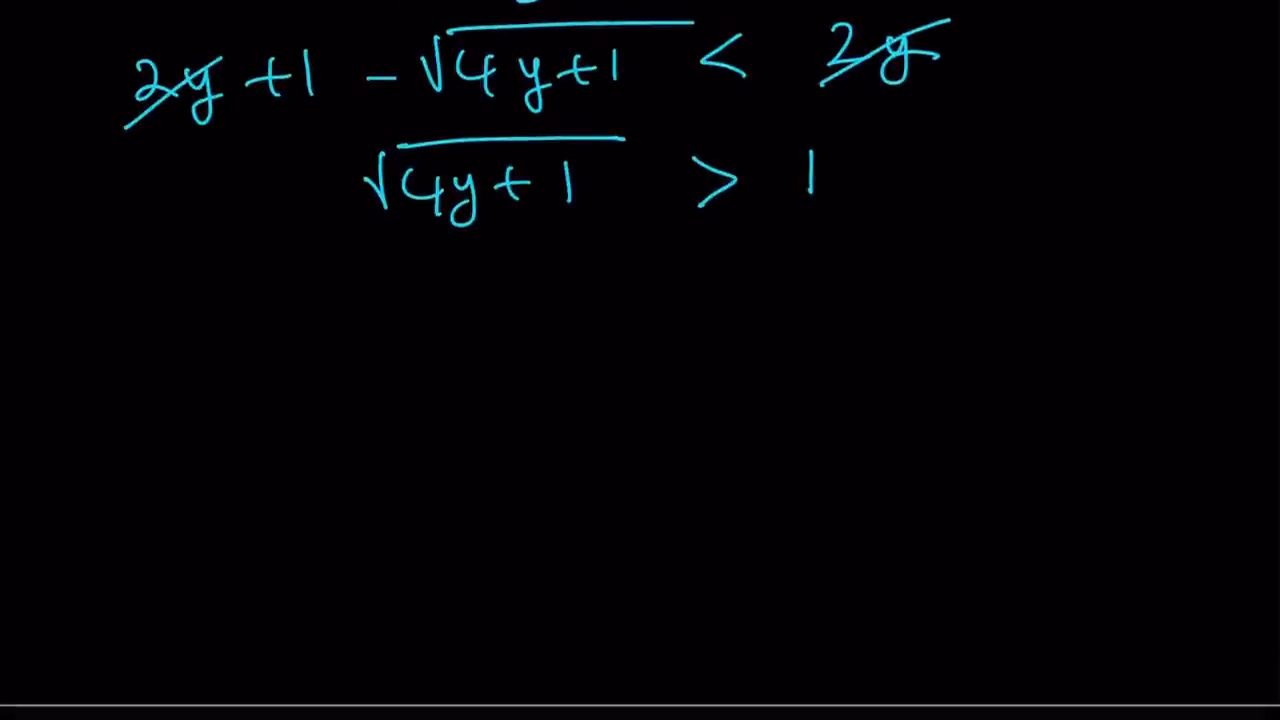 2y + 1 - √4y+1 < 2y
√4y+1 > 1